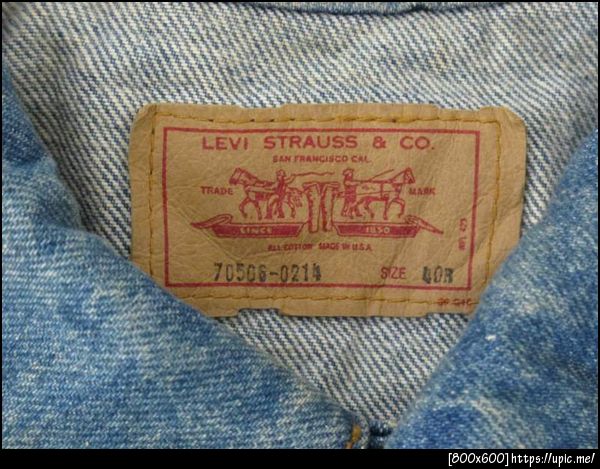 LEVI STRAUSS & CO.
SAN FRANCISCO CAL.
TRADE MARK
SINCE 1850
ALL COTTON MADE IN U.S.A.
70506-0214 SIZE 40R
[800x600]https://upic.me/